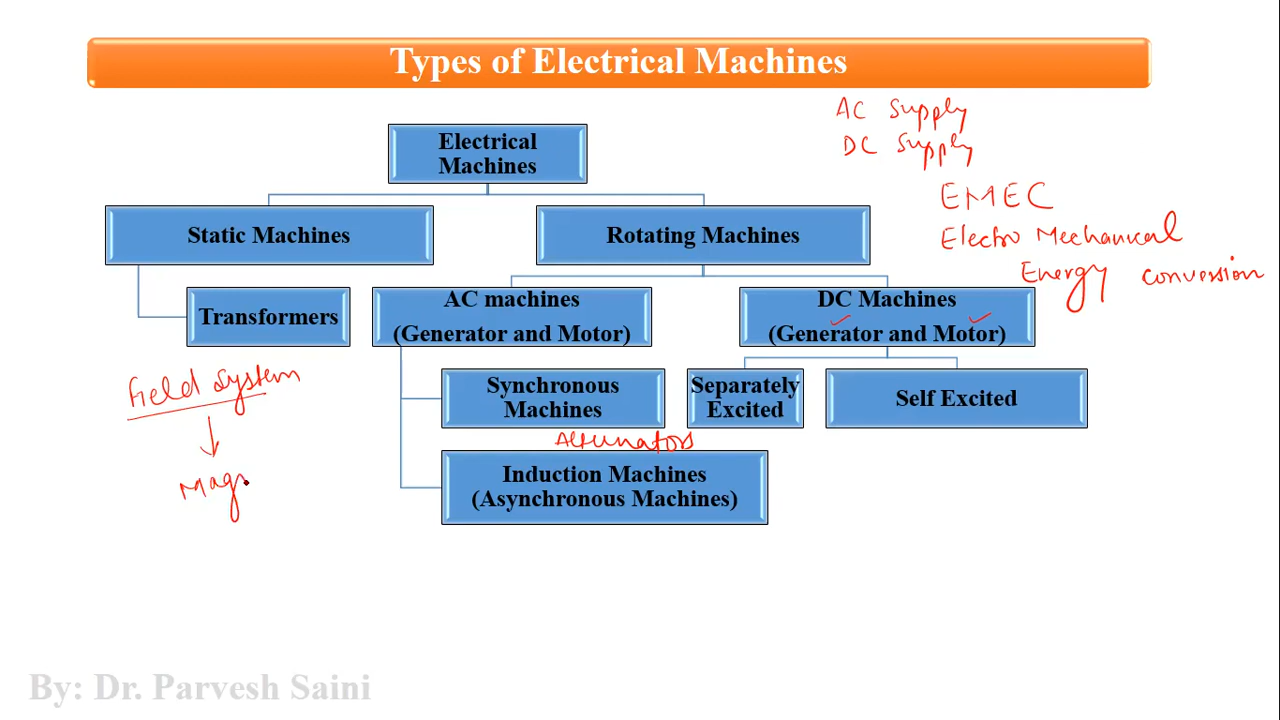 Types of Electrical Machines
AC Supply
DC Supply
Electrical
Machines
EMEC
Electro Mechanical
Energy conversion
Static Machines
Rotating Machines
Transformers
AC machines
(Generator and Motor)
DC Machines
(Generator and Motor)
Field System
Synchronous
Machines
Separately
Excited
Self Excited
Alternators
Mag
Induction Machines
(Asynchronous Machines)
By: Dr. Parvesh Saini